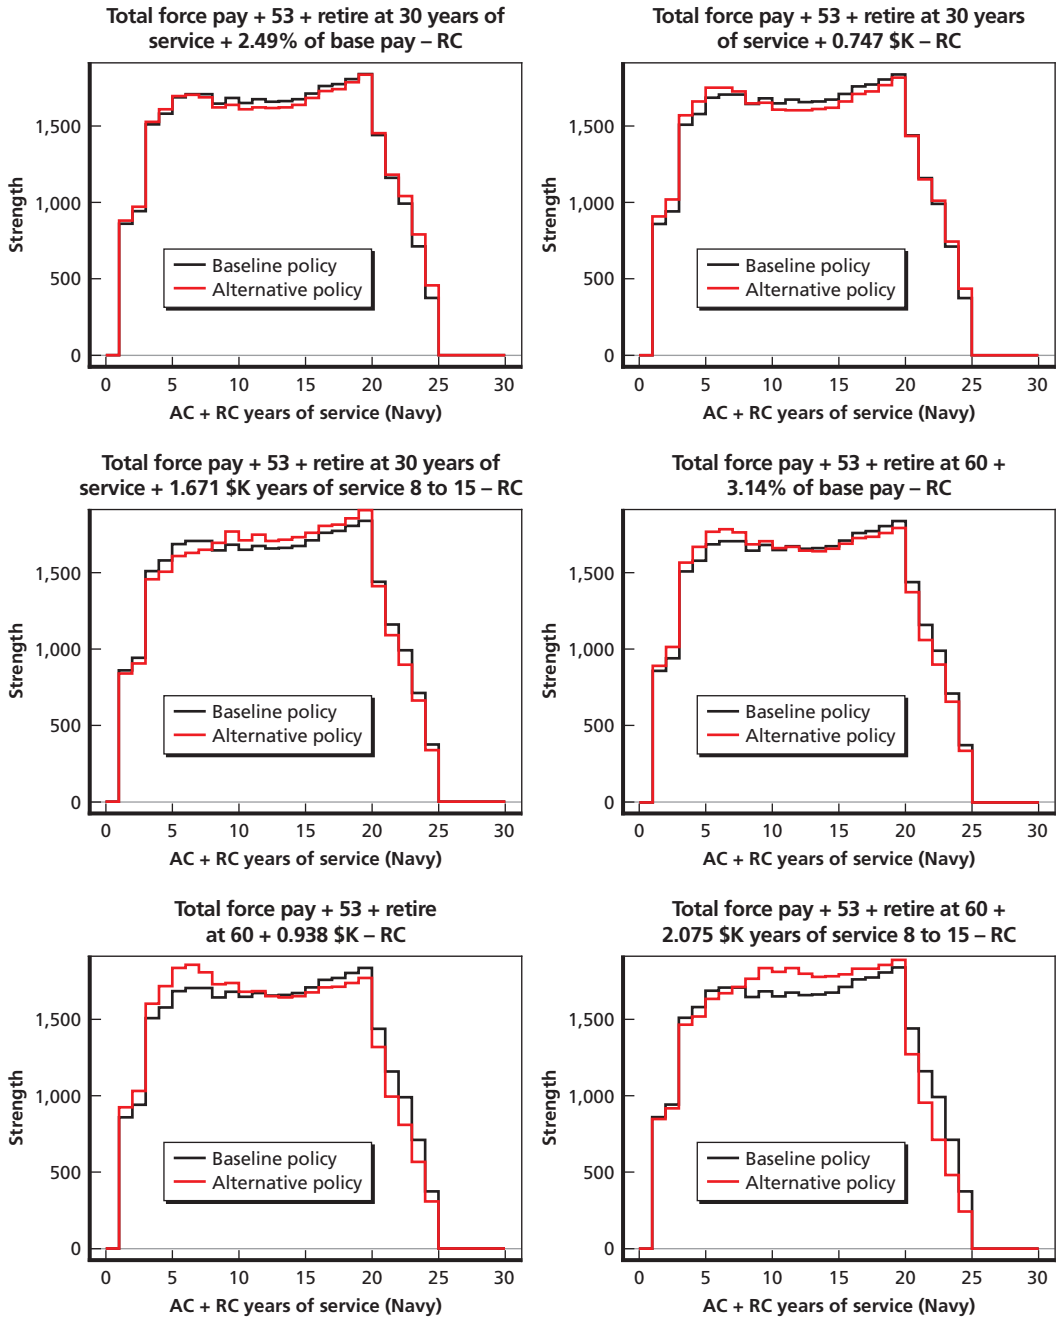 Total force pay + 53 + retire at 30 years of
service + 2.49% of base pay – RC
Strength
1,500
1,000
500
0
Baseline policy
Alternative policy
0 5 10 15 20 25 30
AC + RC years of service (Navy)
Total force pay + 53 + retire at 30 years
of service + 0.747 $K – RC
Strength
1,500
1,000
500
0
Baseline policy
Alternative policy
0 5 10 15 20 25 30
AC + RC years of service (Navy)
Total force pay + 53 + retire at 30 years of
service + 1.671 $K years of service 8 to 15 – RC
Strength
1,500
1,000
500
0
Baseline policy
Alternative policy
0 5 10 15 20 25 30
AC + RC years of service (Navy)
Total force pay + 53 + retire at 60 +
3.14% of base pay – RC
Strength
1,500
1,000
500
0
Baseline policy
Alternative policy
0 5 10 15 20 25 30
AC + RC years of service (Navy)
Total force pay + 53 + retire
at 60 + 0.938 $K – RC
Strength
1,500
1,000
500
0
Baseline policy
Alternative policy
0 5 10 15 20 25 30
AC + RC years of service (Navy)
Total force pay + 53 + retire at 60 +
2.075 $K years of service 8 to 15 – RC
Strength
1,500
1,000
500
0
Baseline policy
Alternative policy
0 5 10 15 20 25 30
AC + RC years of service (Navy)